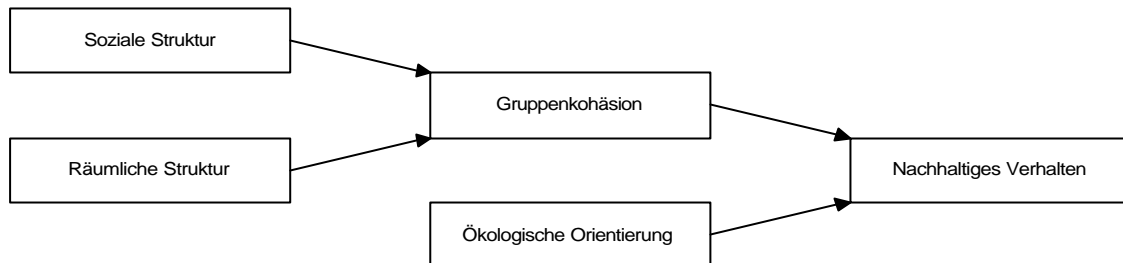 Soziale Struktur
Gruppenkohäsion
Räumliche Struktur
Nachhaltiges Verhalten
Ökologische Orientierung